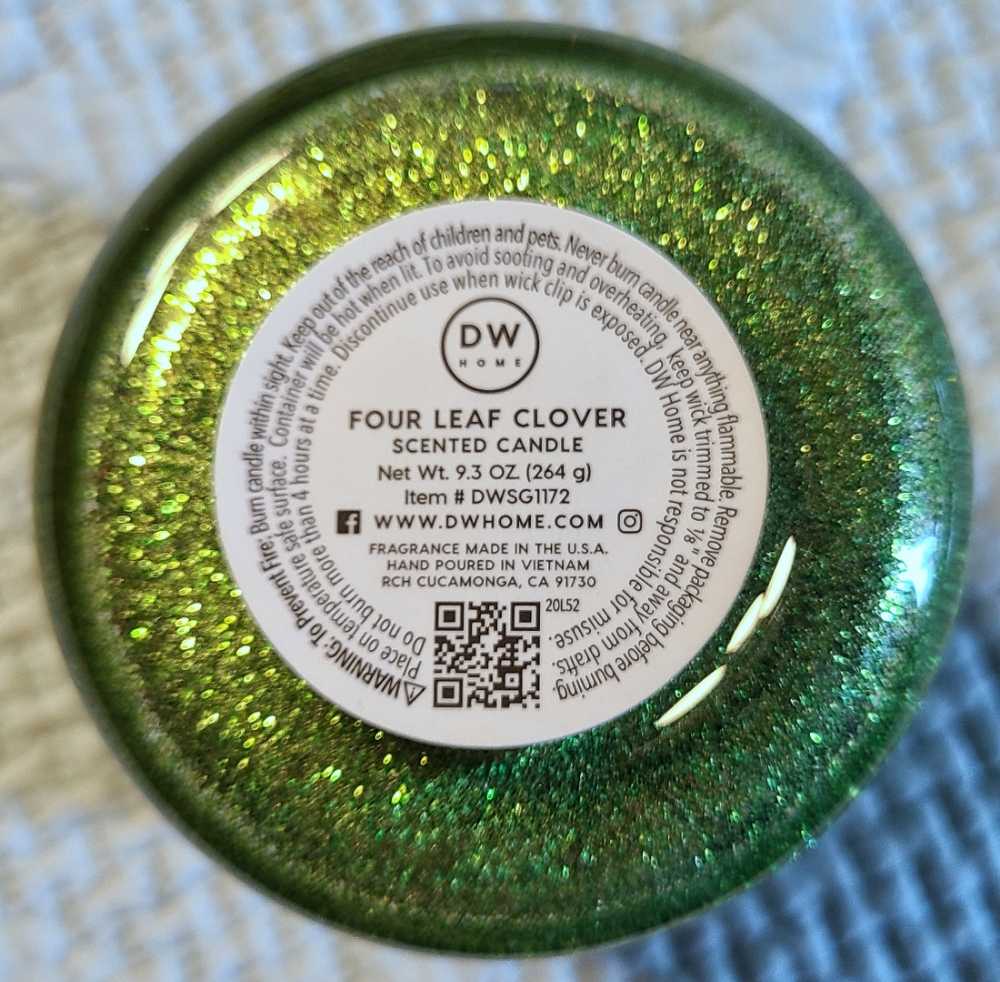 ⚠WARNING: To Prevent Fire: Burn candle within sight. Keep out of the reach of children and pets. Never burn candle near anything flammable. Remove packaging before burning.
Place on temperature safe surface. Container will be hot when lit. To avoid sooting and overheating, keep wick trimmed to ⅛" and away from drafts.
Do not burn more than 4 hours at a time. Discontinue use when wick clip is exposed. DW Home is not responsible for misuse.
DW
HOME
FOUR LEAF CLOVER
SCENTED CANDLE
Net Wt. 9.3 OZ. (264 g)
Item # DWSG1172
WWW.DWHOME.COM
FRAGRANCE MADE IN THE U.S.A.
HAND POURED IN VIETNAM
RCH CUCAMONGA, CA 91730
20L52